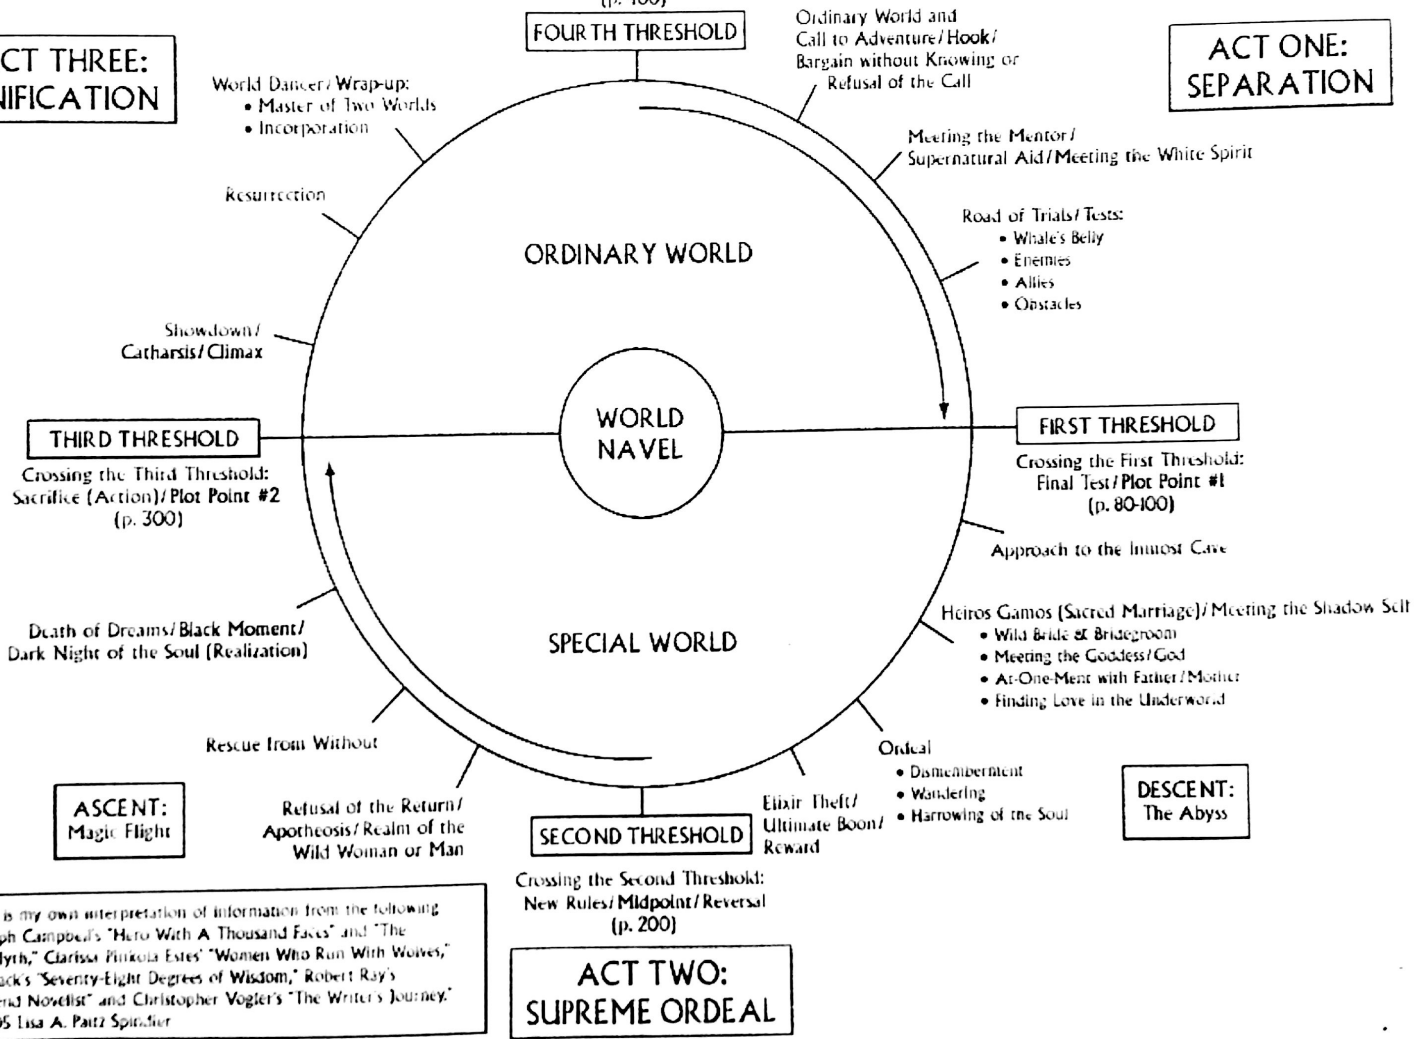 FOURTH THRESHOLD
Ordinary World and
Call to Adventure/Hook/
Bargain without Knowing or
Refusal of the Call
ACT ONE:
SEPARATION
CT THREE:
NIFICATION
World Dancer/Wrap-up:
• Master of Two Worlds
• Incorporation
Meeting the Mentor/
Supernatural Aid/Meeting the White Spirit
Resurrection
Road of Trials/Tests:
• Whale's Belly
• Enemies
• Allies
• Obstacles
ORDINARY WORLD
Showdown/
Catharsis/Climax
WORLD
NAVEL
THIRD THRESHOLD
Crossing the Third Threshold:
Sacrifice (Action)/Plot Point #2
(p. 300)
FIRST THRESHOLD
Crossing the First Threshold:
Final Test/Plot Point #1
(p. 80-100)
Approach to the Inmost Cave
Heiros Gamos (Sacred Marriage)/Meeting the Shadow Self
• Wild Bride & Bridegroom
• Meeting the Goddess/God
• At-One-Ment with Father/Mother
• Finding Love in the Underworld
Death of Dreams/Black Moment/
Dark Night of the Soul (Realization)
SPECIAL WORLD
Rescue from Without
Ordeal
• Dismemberment
• Wandering
• Harrowing of the Soul
DESCENT:
The Abyss
ASCENT:
Magic Flight
Refusal of the Return/
Apotheosis/Realm of the
Wild Woman or Man
Elixir Theft/
Ultimate Boon/
Reward
SECOND THRESHOLD
Crossing the Second Threshold:
New Rules/Midpoint/Reversal
(p. 200)
ACT TWO:
SUPREME ORDEAL
is my own interpretation of information from the following
ph Campbell's "Hero With A Thousand Faces" and "The
Myth," Clarissa Pinkola Estes' "Women Who Run With Wolves,"
ack's "Seventy-Eight Degrees of Wisdom," Robert Ray's
end Novelist" and Christopher Vogler's "The Writer's Journey."
95 Lisa A. Paitz Spindler